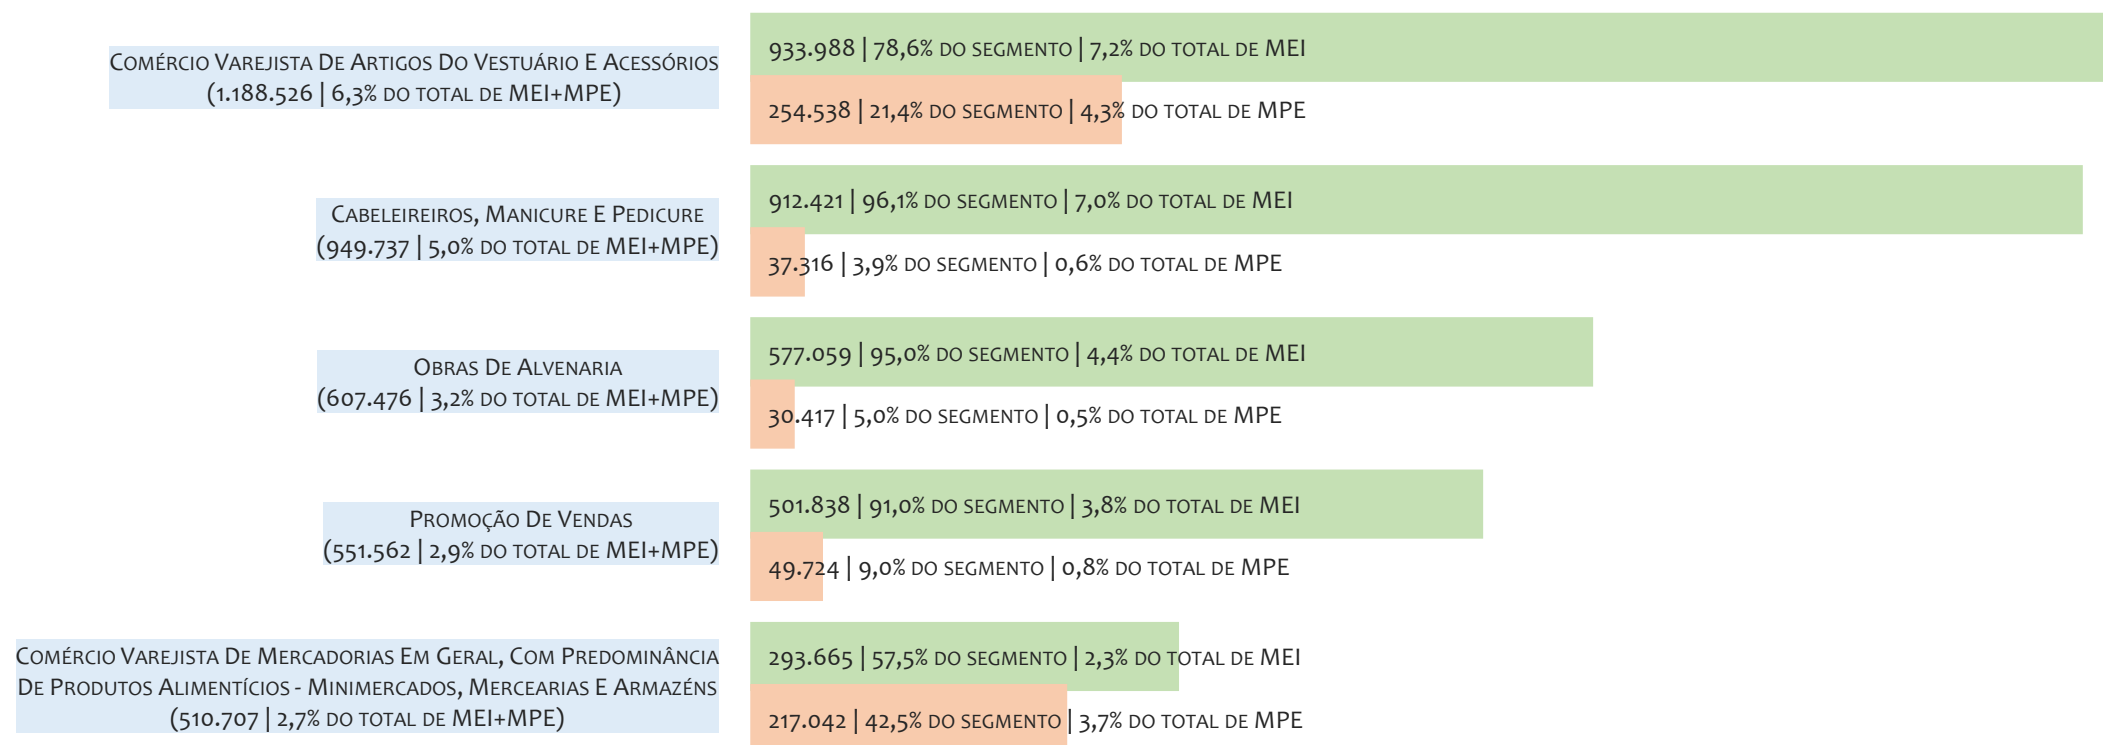 Comércio Varejista De Artigos Do Vestuário E Acessórios
(1.188.526 | 6,3% do total de MEI+MPE)
933.988 | 78,6% do segmento | 7,2% do total de MEI
254.538 | 21,4% do segmento | 4,3% do total de MPE
Cabeleireiros, Manicure E Pedicure
(949.737 | 5,0% do total de MEI+MPE)
912.421 | 96,1% do segmento | 7,0% do total de MEI
37.316 | 3,9% do segmento | 0,6% do total de MPE
Obras De Alvenaria
(607.476 | 3,2% do total de MEI+MPE)
577.059 | 95,0% do segmento | 4,4% do total de MEI
30.417 | 5,0% do segmento | 0,5% do total de MPE
Promoção De Vendas
(551.562 | 2,9% do total de MEI+MPE)
501.838 | 91,0% do segmento | 3,8% do total de MEI
49.724 | 9,0% do segmento | 0,8% do total de MPE
Comércio Varejista De Mercadorias Em Geral, Com Predominância
De Produtos Alimentícios - Minimercados, Mercearias E Armazéns
(510.707 | 2,7% do total de MEI+MPE)
293.665 | 57,5% do segmento | 2,3% do total de MEI
217.042 | 42,5% do segmento | 3,7% do total de MPE